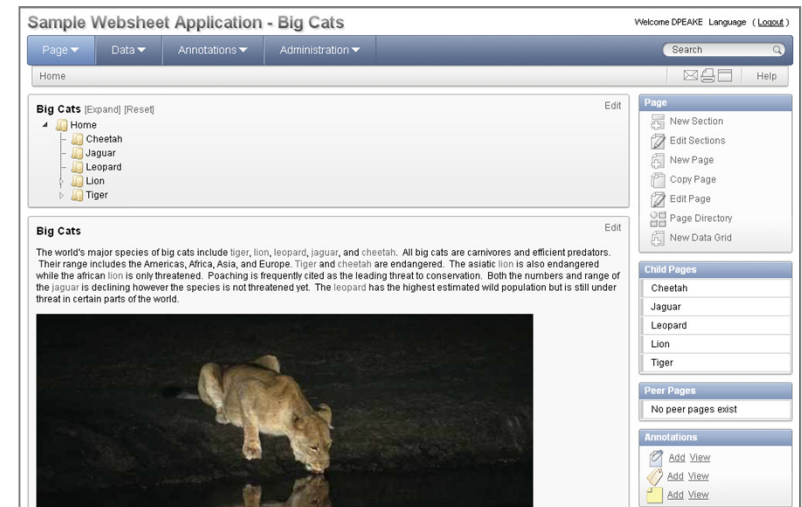 Sample Websheet Application - Big Cats
Welcome DPEAKE Language ( Logout )
Page Data Annotations Administration
Search
Home
Help
Big Cats [Expand] [Reset]
Edit
Home
Cheetah
Jaguar
Leopard
Lion
Tiger
Big Cats
Edit
The world's major species of big cats include tiger, lion, leopard, jaguar, and cheetah. All big cats are carnivores and efficient predators.
Their range includes the Americas, Africa, Asia, and Europe. Tiger and cheetah are endangered. The asiatic lion is also endangered
while the african lion is only threatened. Poaching is frequently cited as the leading threat to conservation. Both the numbers and range of
the jaguar is declining however the species is not threatened yet. The leopard has the highest estimated wild population but is still under
threat in certain parts of the world.
Page
New Section
Edit Sections
New Page
Copy Page
Edit Page
Page Directory
New Data Grid
Child Pages
Cheetah
Jaguar
Leopard
Lion
Tiger
Peer Pages
No peer pages exist
Annotations
Add View
Add View
Add View